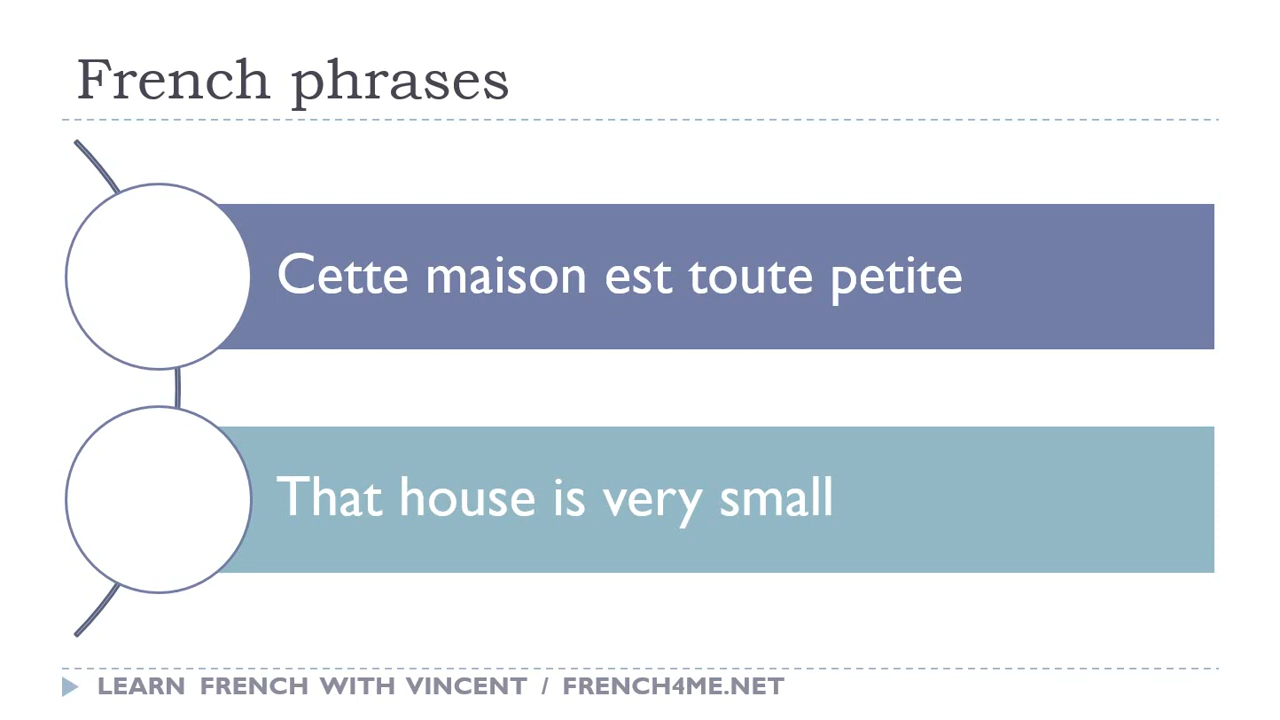 French phrases
Cette maison est toute petite
That house is very small
LEARN FRENCH WITH VINCENT / FRENCH4ME.NET